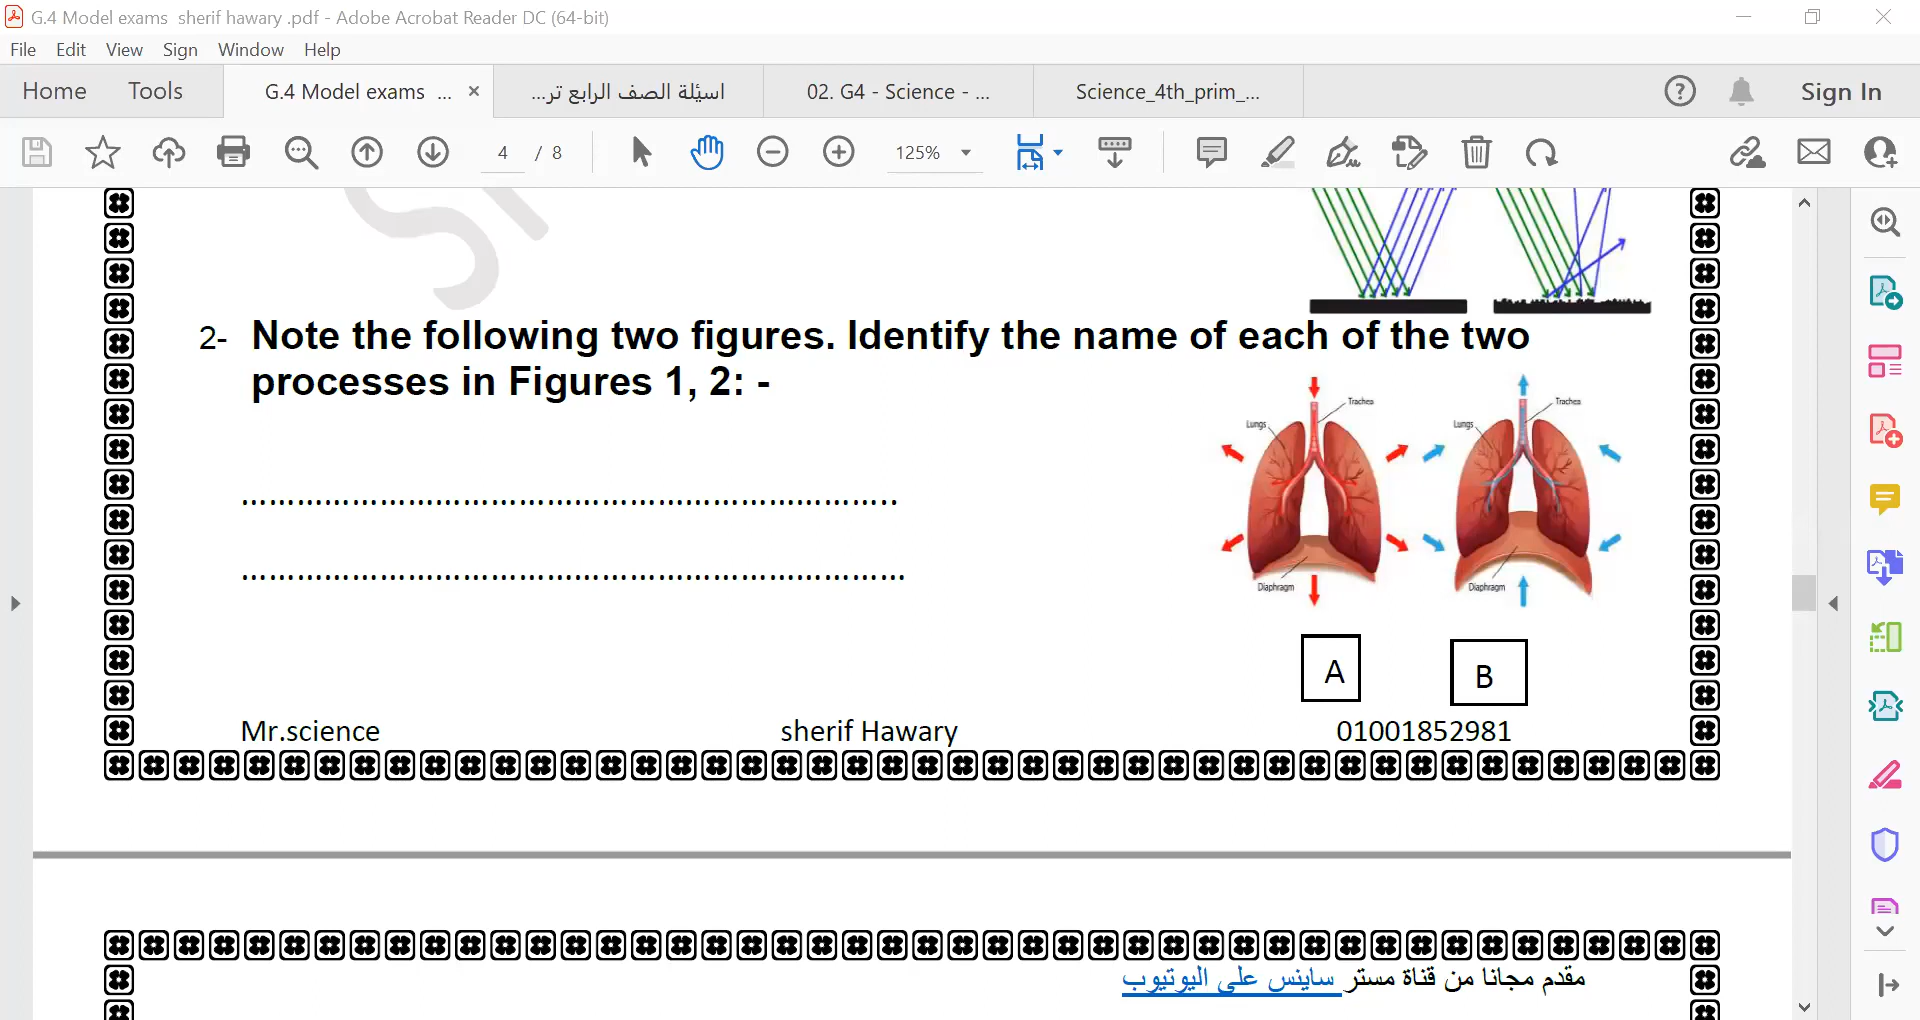 G.4 Model exams sherif hawary .pdf - Adobe Acrobat Reader DC (64-bit)
File Edit View Sign Window Help
Home Tools G.4 Model exams ... × اسئلة الصف الرابع تر... 02. G4 - Science - ... Science_4th_prim_... Sign In
4 / 8 125%
2- Note the following two figures. Identify the name of each of the two
processes in Figures 1, 2: -
Trachea Trachea
Lungs Lungs
................................................................
................................................................
Diaphragm Diaphragm
A B
Mr.science sherif Hawary 01001852981
مقدم مجانا من قناة مستر ساينس على اليوتيوب